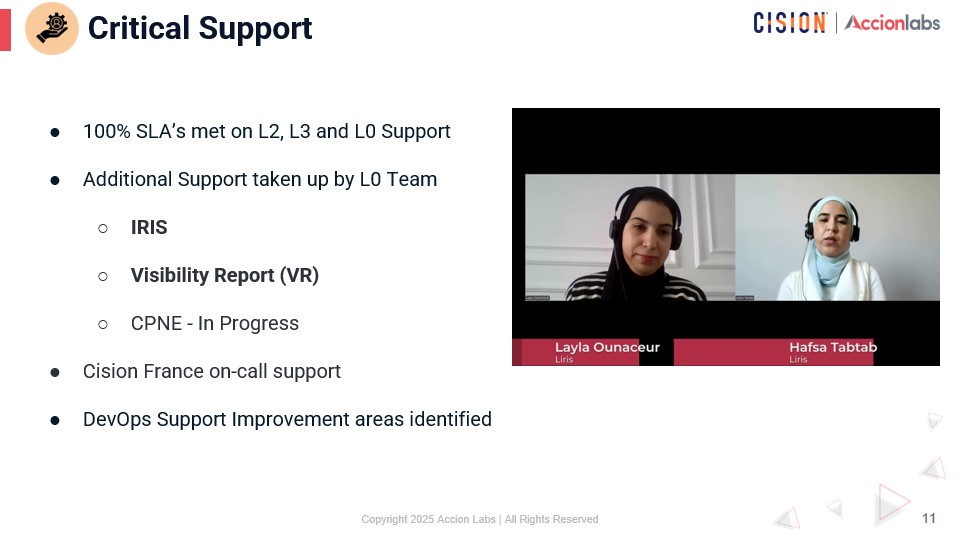 Critical Support
CISION
Accionlabs
● 100% SLA’s met on L2, L3 and L0 Support
● Additional Support taken up by L0 Team
○ IRIS
○ Visibility Report (VR)
○ CPNE - In Progress
● Cision France on-call support
● DevOps Support Improvement areas identified
Layla Ounaceur
Liris
Hafsa Tabtab
Liris
Copyright 2025 Accion Labs | All Rights Reserved
11